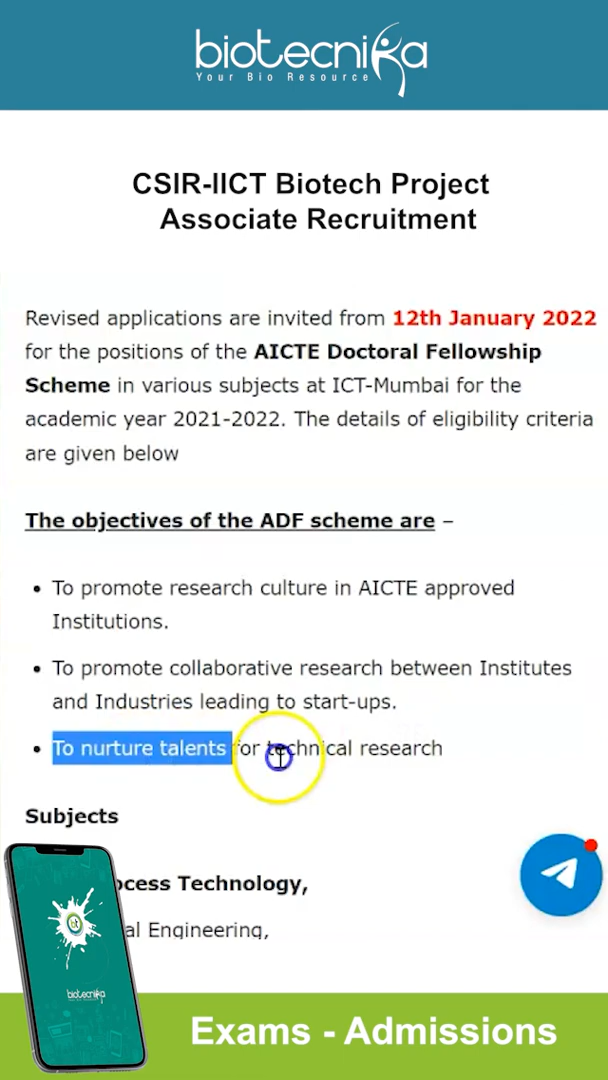 biotecnika
Your Bio Resource
CSIR-IICT Biotech Project
Associate Recruitment
Revised applications are invited from 12th January 2022
for the positions of the AICTE Doctoral Fellowship
Scheme in various subjects at ICT-Mumbai for the
academic year 2021-2022. The details of eligibility criteria
are given below
The objectives of the ADF scheme are –
• To promote research culture in AICTE approved
Institutions.
• To promote collaborative research between Institutes
and Industries leading to start-ups.
• To nurture talents for technical research
Subjects
Technology,
Engineering,
bt
biotecnika
Exams - Admissions